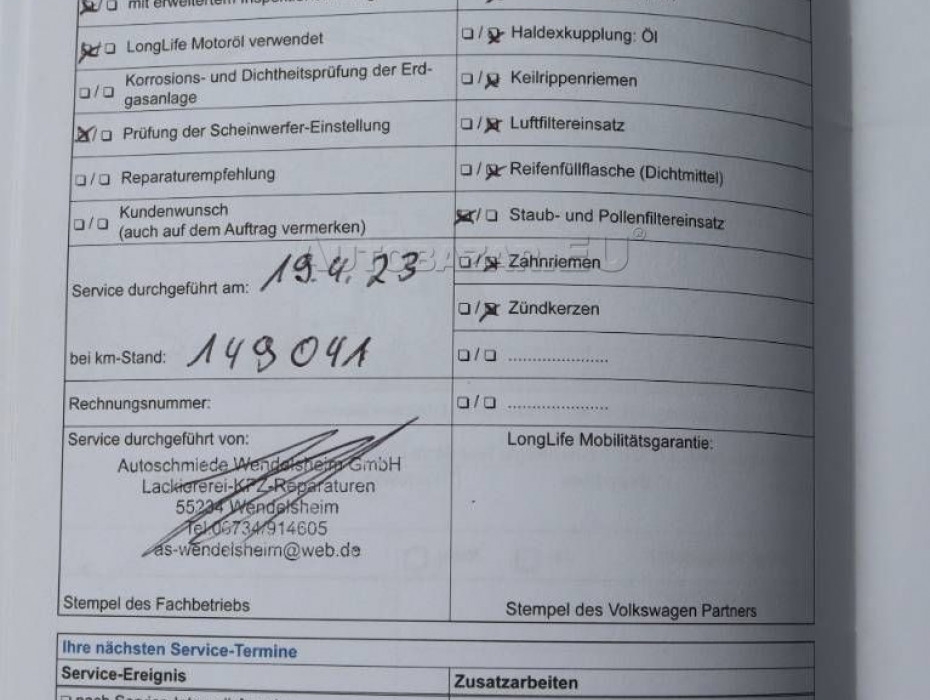 mit erweitertem
LongLife Motoröl verwendet
Korrosions- und Dichtheitsprüfung der Erd-
gasanlage
Prüfung der Scheinwerfer-Einstellung
Reparaturempfehlung
Kundenwunsch
(auch auf dem Auftrag vermerken)
Service durchgeführt am: 19.4.23
bei km-Stand: 149041
Rechnungsnummer:
Service durchgeführt von:
Autoschmiede Wendelsheim GmbH
Lackiererei-KFZ-Reparaturen
55234 Wendelsheim
Tel.06734/914605
as-wendelsheim@web.de
Stempel des Fachbetriebs
Haldexkupplung: Öl
Keilrippenriemen
Luftfiltereinsatz
Reifenfüllflasche (Dichtmittel)
Staub- und Pollenfiltereinsatz
AUTOBAZAR.EU
Zahnriemen
Zündkerzen
/ ....................
/ ....................
LongLife Mobilitätsgarantie:
Stempel des Volkswagen Partners
Ihre nächsten Service-Termine
Service-Ereignis
Zusatzarbeiten